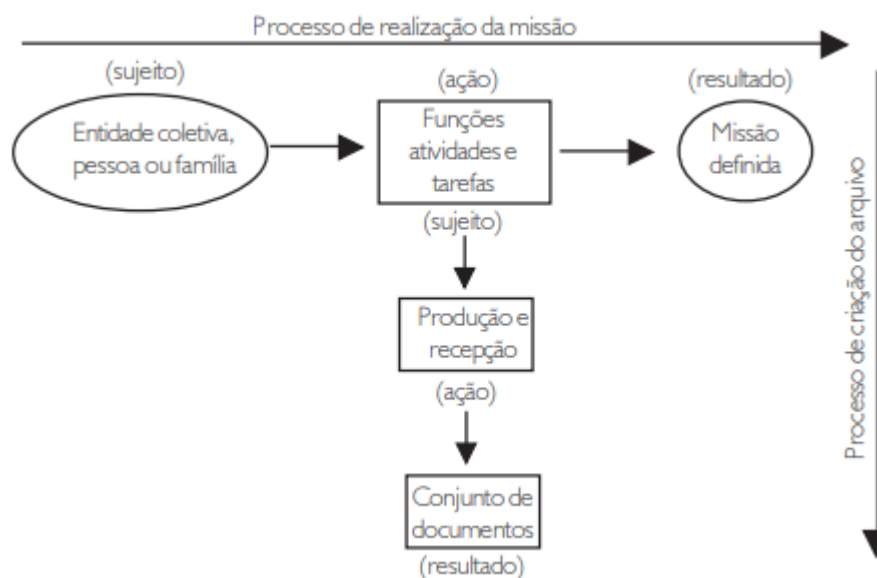 Processo de realização da missão
(sujeito)
(ação)
(resultado)
Entidade coletiva,
pessoa ou família
Funções
atividades e
tarefas
Missão
definida
(sujeito)
Produção e
recepção
(ação)
Conjunto de
documentos
(resultado)
Processo de criação do arquivo